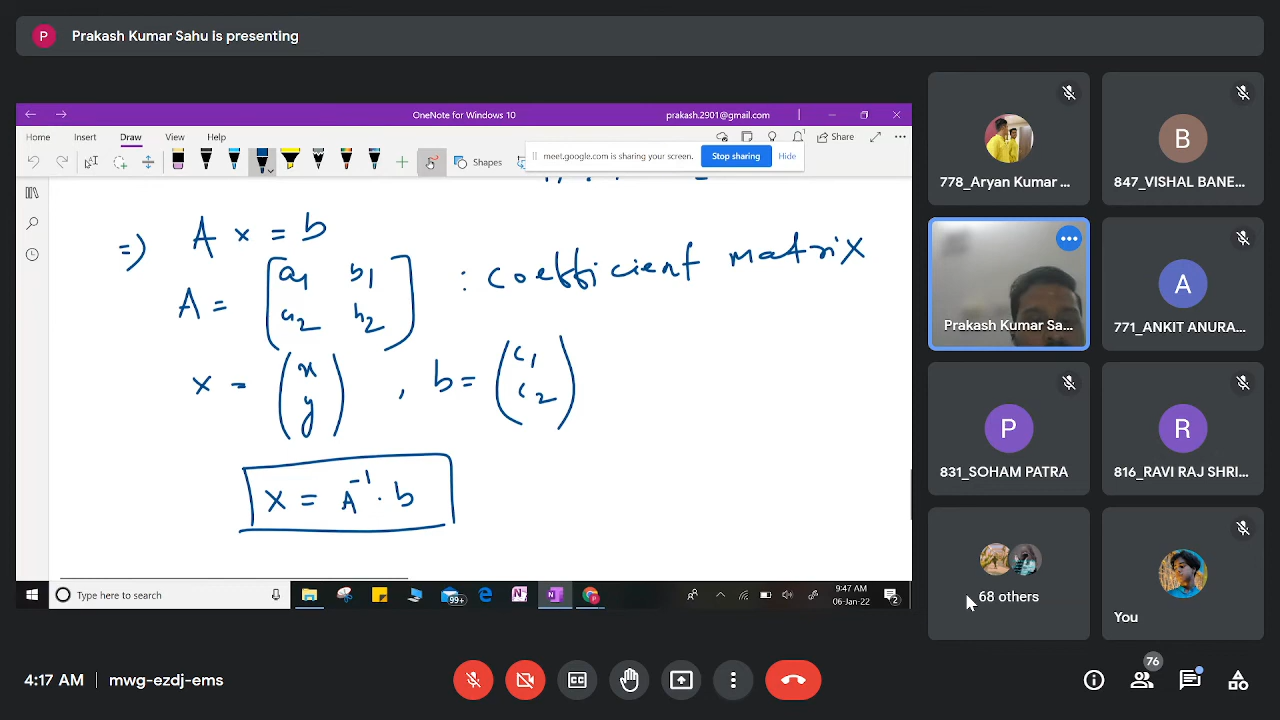 P Prakash Kumar Sahu is presenting
OneNote for Windows 10
prakash.2901@gmail.com
Home Insert Draw View Help
Share
meet.google.com is sharing your screen. Stop sharing Hide
Shapes
=> A x = b
A = [a1 b1
a2 b2] : coefficient matrix
x = (x
y) , b = (c1
c2)
X = A^-1 . b
Type here to search
99+
N
N
9:47 AM
06-Jan-22
2
778_Aryan Kumar ...
B
847_VISHAL BANE...
Prakash Kumar Sa...
A
771_ANKIT ANURA...
P
831_SOHAM PATRA
R
816_RAVI RAJ SHRI...
68 others
You
4:17 AM | mwg-ezdj-ems
CC
76